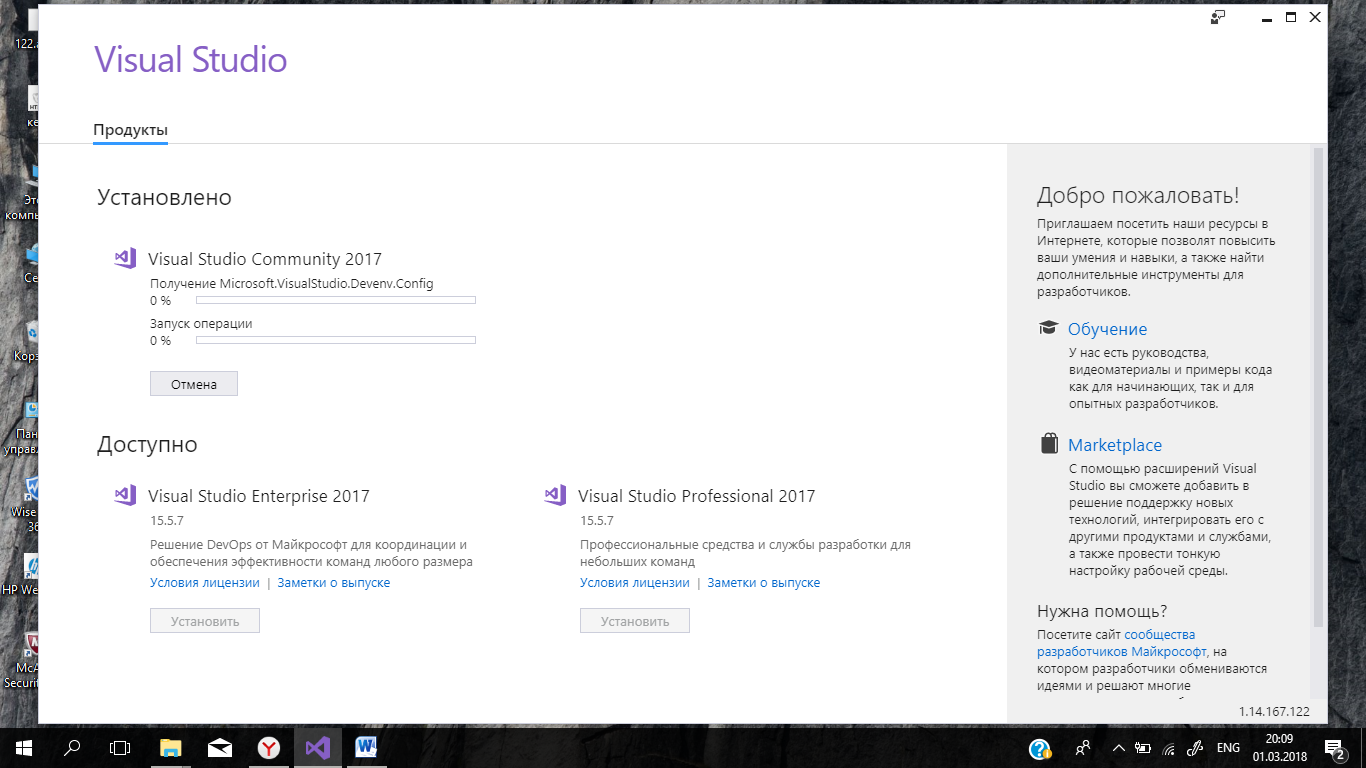 Visual Studio
Продукты
Установлено
Visual Studio Community 2017
Получение Microsoft.VisualStudio.Devenv.Config
0 %
Запуск операции
0 %
Отмена
Доступно
Visual Studio Enterprise 2017
15.5.7
Решение DevOps от Майкрософт для координации и
обеспечения эффективности команд любого размера
Условия лицензии | Заметки о выпуске
Установить
Visual Studio Professional 2017
15.5.7
Профессиональные средства и службы разработки для
небольших команд
Условия лицензии | Заметки о выпуске
Установить
Добро пожаловать!
Приглашаем посетить наши ресурсы в
Интернете, которые позволят повысить
ваши умения и навыки, а также найти
дополнительные инструменты для
разработчиков.
Обучение
У нас есть руководства,
видеоматериалы и примеры кода
как для начинающих, так и для
опытных разработчиков.
Marketplace
С помощью расширений Visual
Studio вы сможете добавить в
решение поддержку новых
технологий, интегрировать его с
другими продуктами и службами,
а также провести тонкую
настройку рабочей среды.
Нужна помощь?
Посетите сайт сообщества
разработчиков Майкрософт, на
котором разработчики обмениваются
идеями и решают многие
1.14.167.122
122.
Wise
36
HP We
McA
Securit
ENG
20:09
01.03.2018
2